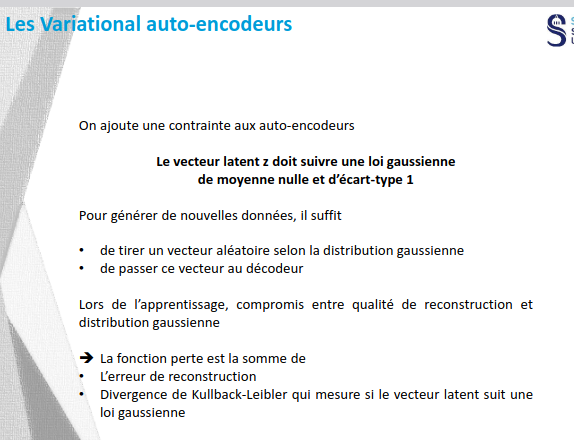 Les Variational auto-encodeurs
On ajoute une contrainte aux auto-encodeurs
Le vecteur latent z doit suivre une loi gaussienne
de moyenne nulle et d'écart-type 1
Pour générer de nouvelles données, il suffit
• de tirer un vecteur aléatoire selon la distribution gaussienne
• de passer ce vecteur au décodeur
Lors de l'apprentissage, compromis entre qualité de reconstruction et
distribution gaussienne
➔ La fonction perte est la somme de
• L'erreur de reconstruction
• Divergence de Kullback-Leibler qui mesure si le vecteur latent suit une
loi gaussienne